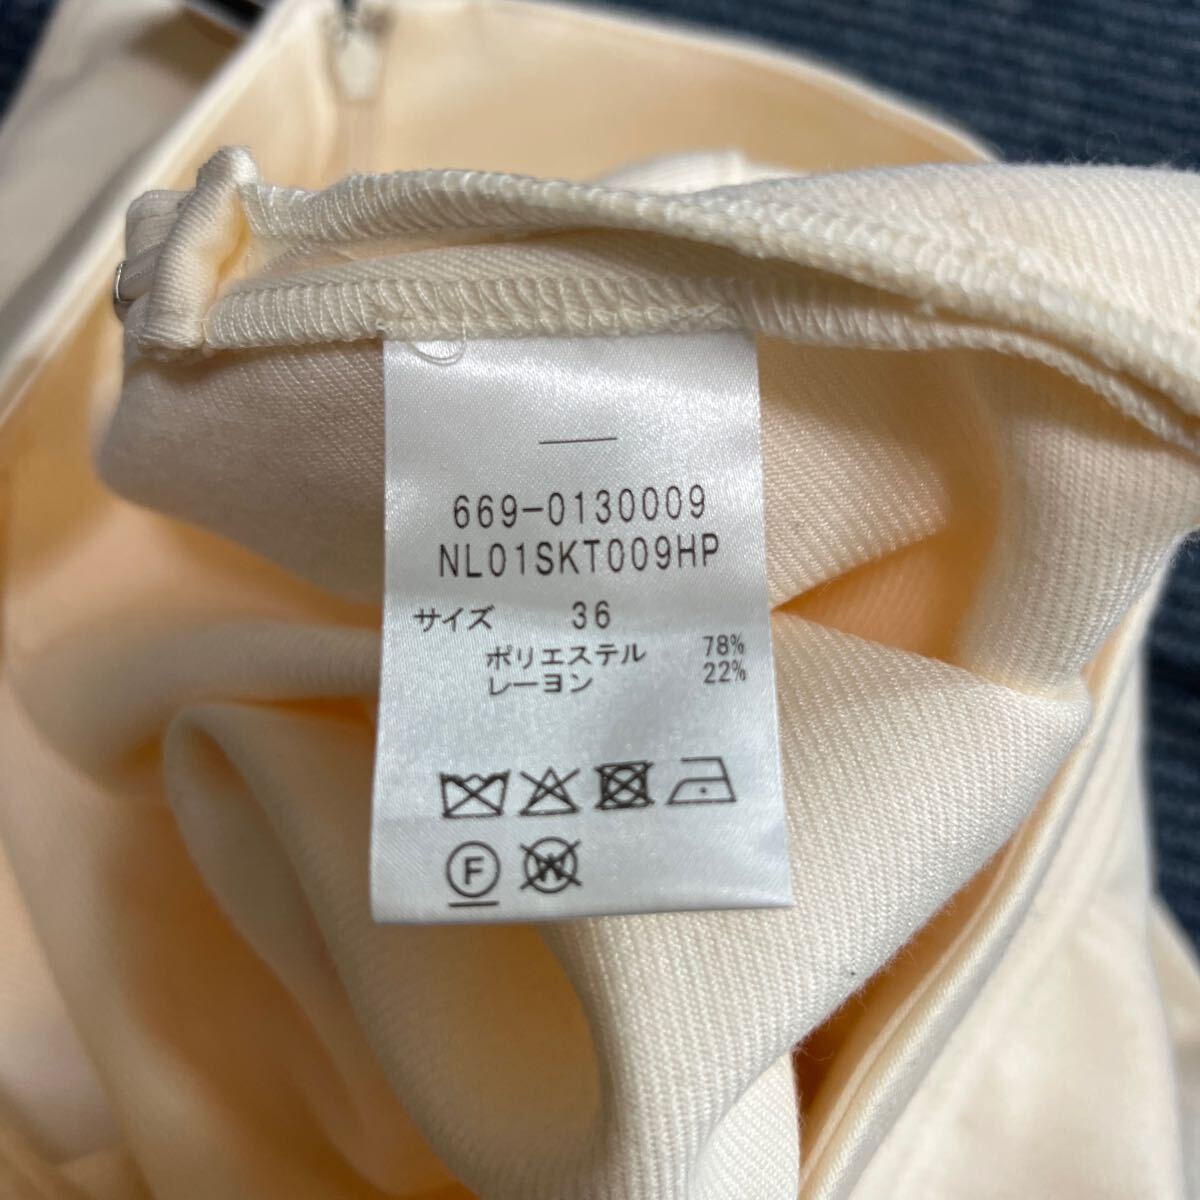 669-0130009
NL01SKT009HP
サイズ 36
ポリエステル 78%
レーヨン 22%
F W